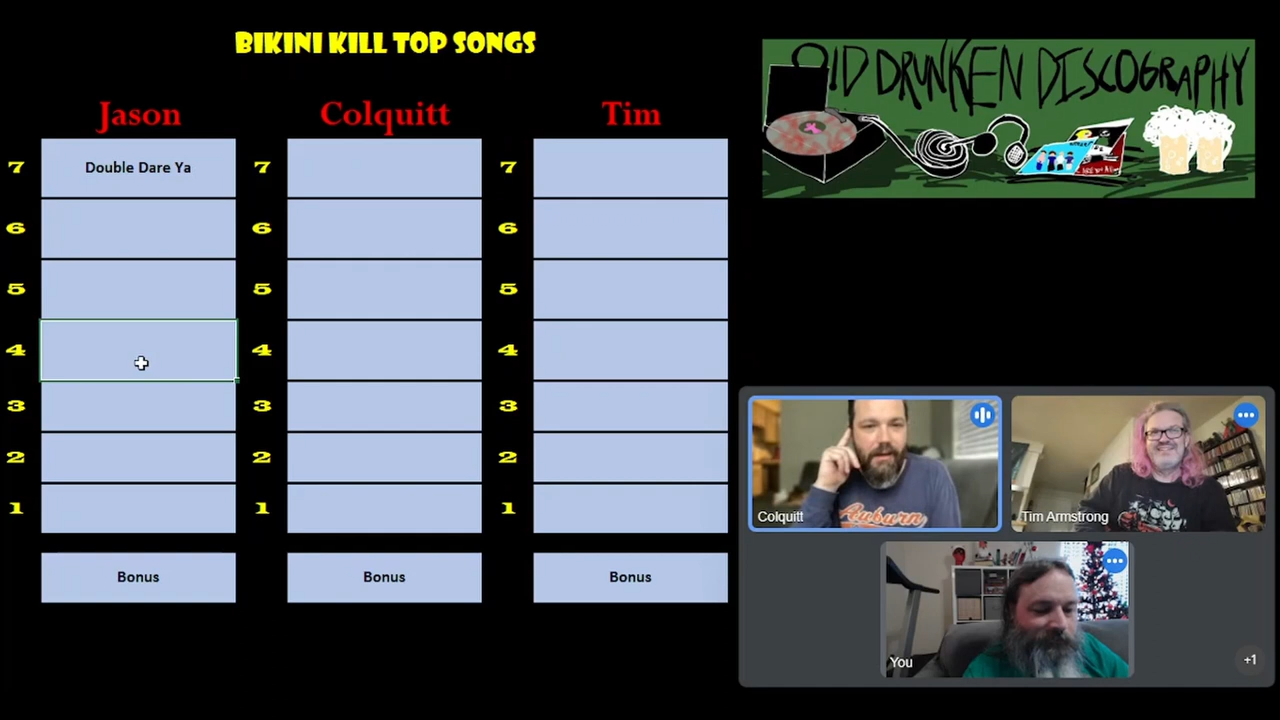 BIKINI KILL TOP SONGS
DID DRUNKEN DISCOGRAPHY
Jason Colquitt Tim
7 Double Dare Ya 7 7
6 6 6
5 5 5
4 4 4
3 3 3
2 2 2
1 1 1
Bonus Bonus Bonus
Auburn
Colquitt
Tim Armstrong
You
+1